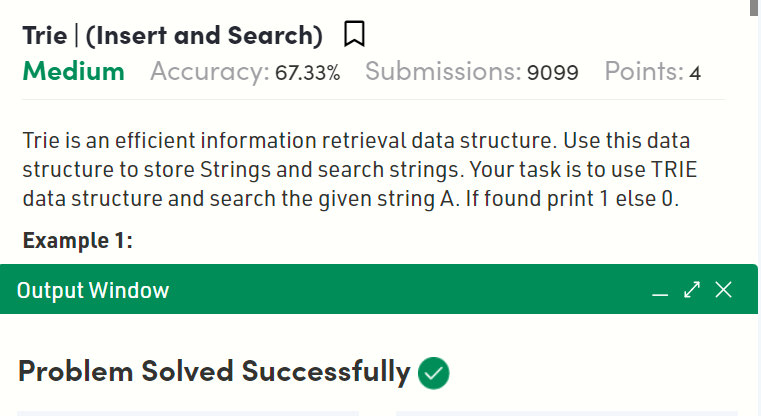 Trie | (Insert and Search)
Medium Accuracy: 67.33% Submissions: 9099 Points: 4
Trie is an efficient information retrieval data structure. Use this data
structure to store Strings and search strings. Your task is to use TRIE
data structure and search the given string A. If found print 1 else 0.
Example 1:
Output Window
Problem Solved Successfully